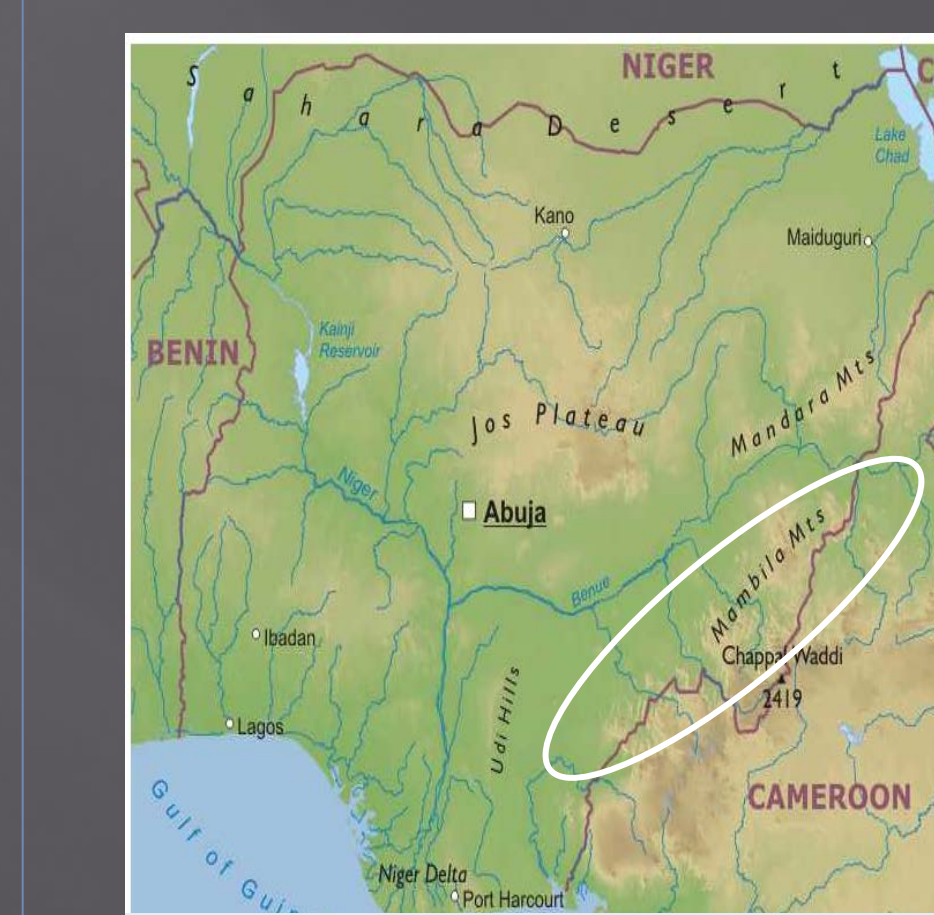 NIGER
C
Sahara Desert
Lake
Chad
Kano
Maiduguri
Kainji
Reservoir
BENIN
Mandara Mts
Jos Plateau
Niger
Abuja
Mambila Mts
Benue
Ibadan
Chappal Waddi
2419
Udi Hills
Lagos
CAMEROON
Gulf of Gui
Niger Delta
Port Harcourt